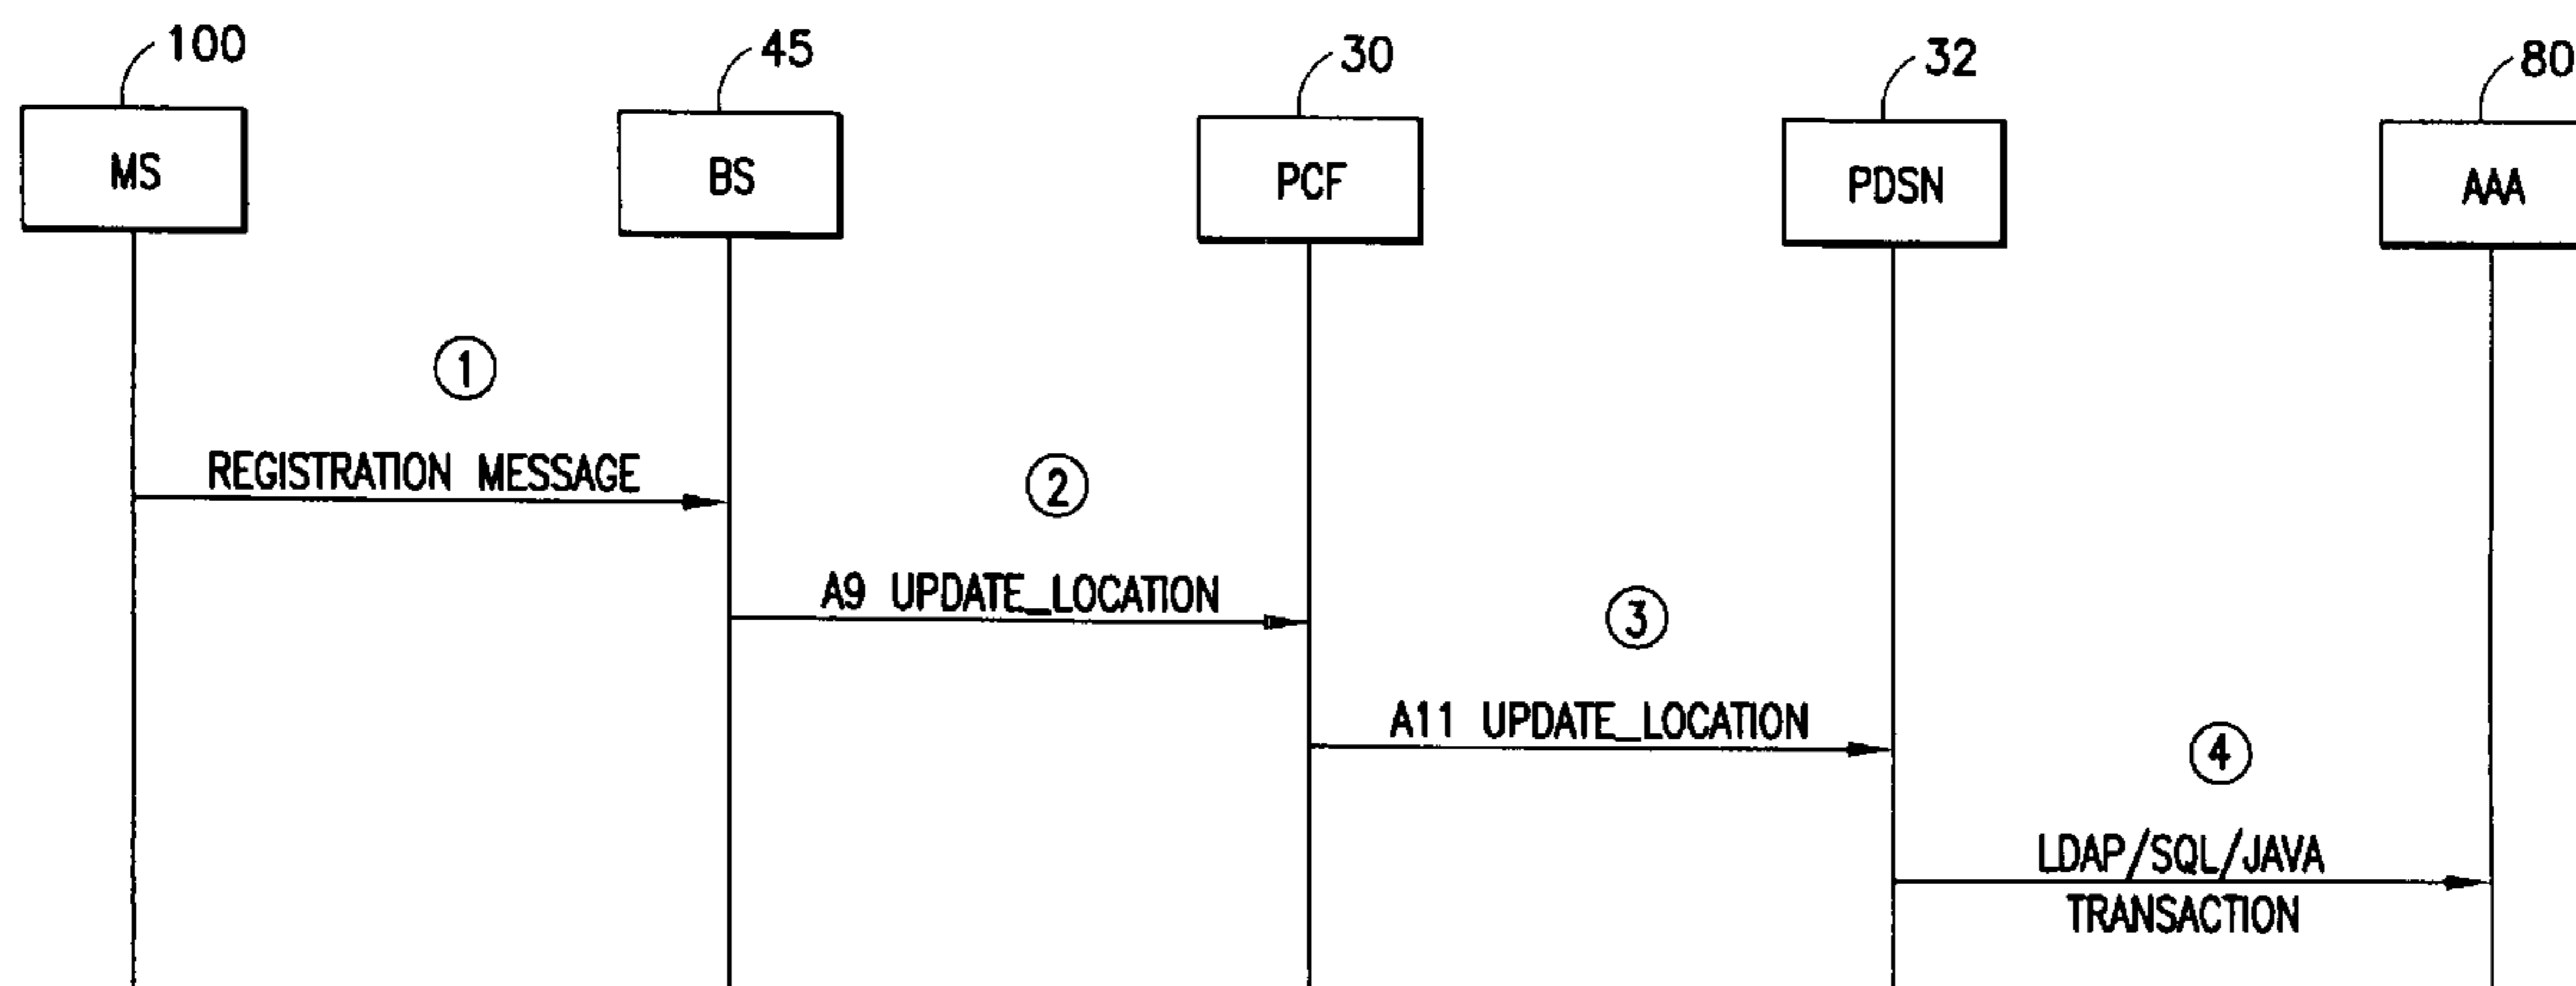 100
45
30
32
80
MS
BS
PCF
PDSN
AAA
1
REGISTRATION MESSAGE
2
A9 UPDATE_LOCATION
3
A11 UPDATE_LOCATION
4
LDAP/SQL/JAVA
TRANSACTION